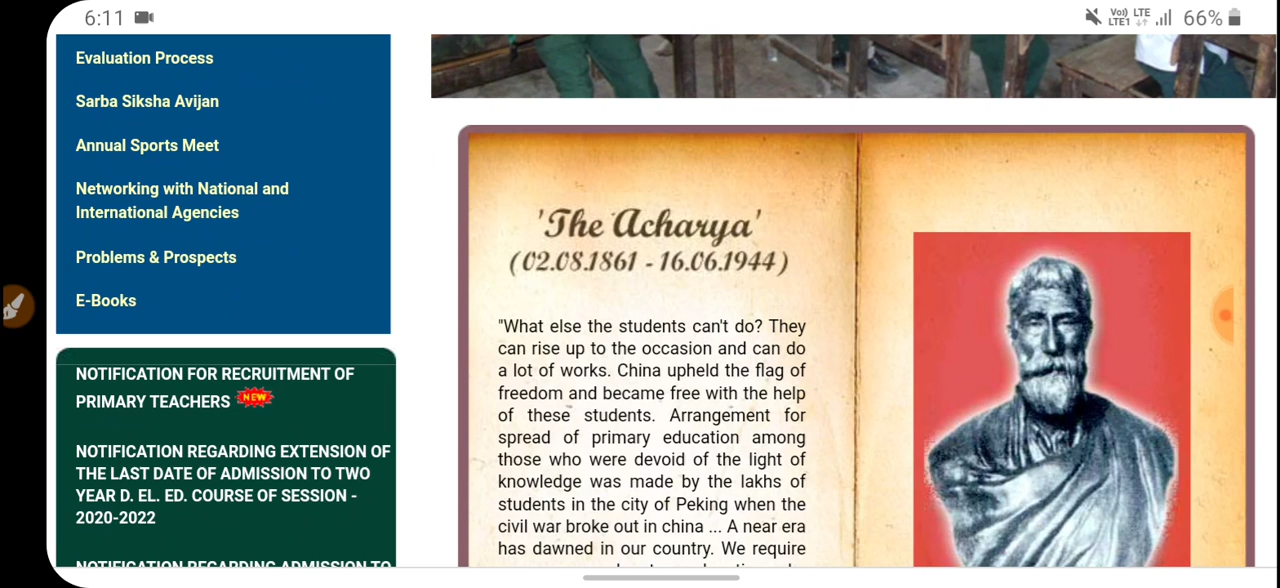 6:11
Vo)) LTE
LTE1
66%
Evaluation Process
Sarba Siksha Avijan
Annual Sports Meet
Networking with National and
International Agencies
Problems & Prospects
E-Books
NOTIFICATION FOR RECRUITMENT OF
PRIMARY TEACHERS NEW
NOTIFICATION REGARDING EXTENSION OF
THE LAST DATE OF ADMISSION TO TWO
YEAR D. EL. ED. COURSE OF SESSION -
2020-2022
NOTIFICATION REGARDING ADMISSION TO
'The Acharya'
(02.08.1861 - 16.06.1944)
"What else the students can't do? They
can rise up to the occasion and can do
a lot of works. China upheld the flag of
freedom and became free with the help
of these students. Arrangement for
spread of primary education among
those who were devoid of the light of
knowledge was made by the lakhs of
students in the city of Peking when the
civil war broke out in china ... A near era
has dawned in our country. We require